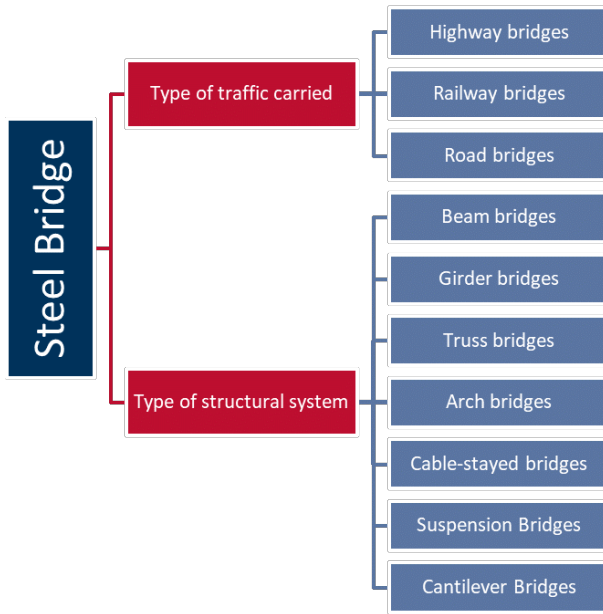 Steel Bridge
Type of traffic carried
Highway bridges
Railway bridges
Road bridges
Type of structural system
Beam bridges
Girder bridges
Truss bridges
Arch bridges
Cable-stayed bridges
Suspension Bridges
Cantilever Bridges